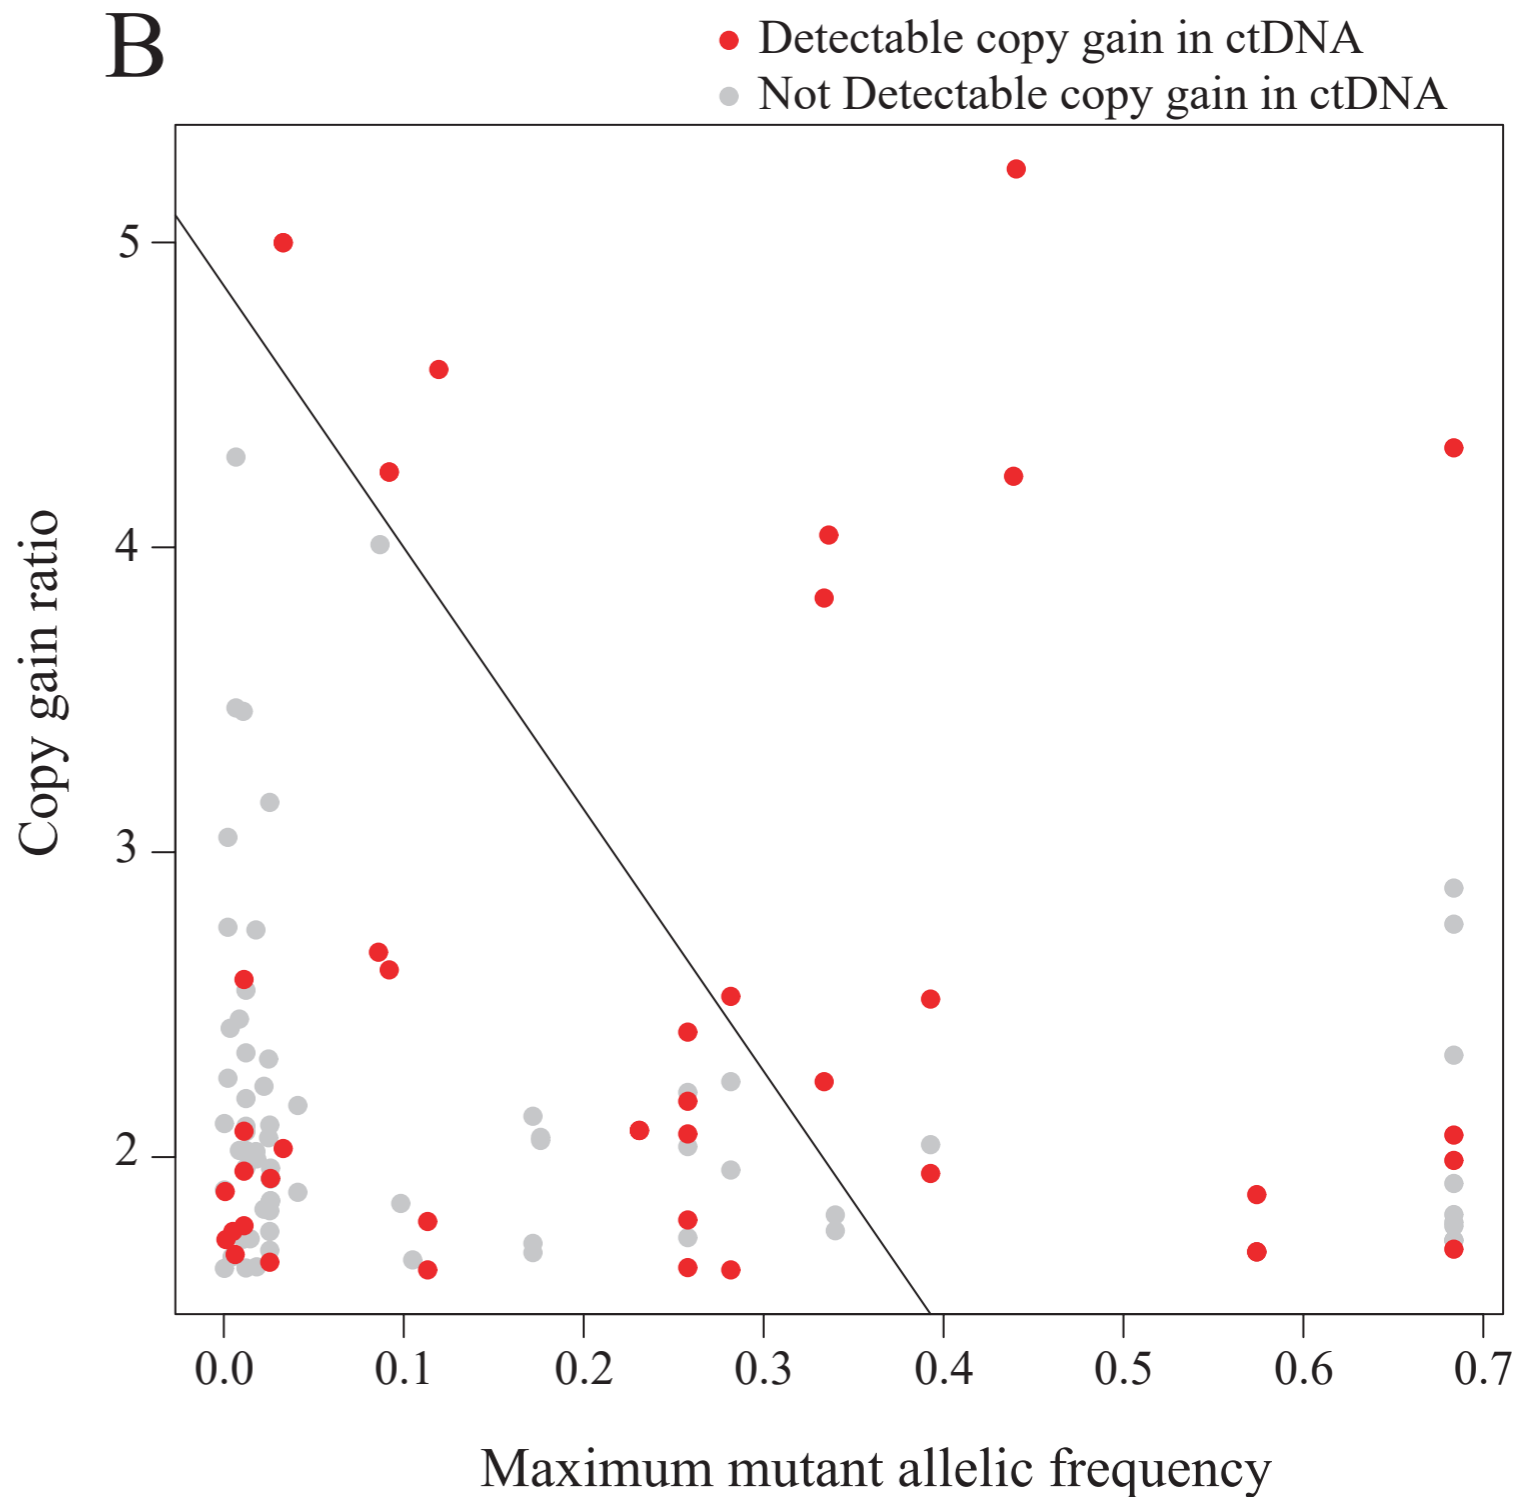 B
Detectable copy gain in ctDNA
Not Detectable copy gain in ctDNA
Copy gain ratio
5
4
3
2
0.0 0.1 0.2 0.3 0.4 0.5 0.6 0.7
Maximum mutant allelic frequency